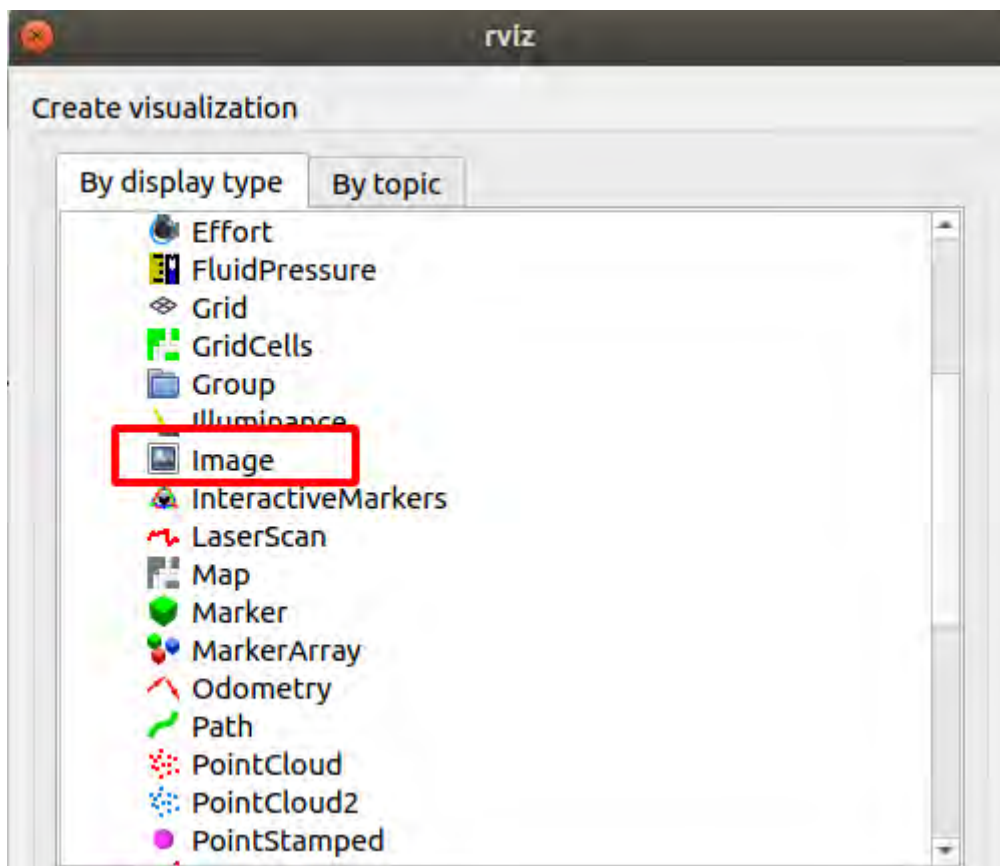 rviz
Create visualization
By display type By topic
Effort
FluidPressure
Grid
GridCells
Group
Illuminance
Image
InteractiveMarkers
LaserScan
Map
Marker
MarkerArray
Odometry
Path
PointCloud
PointCloud2
PointStamped